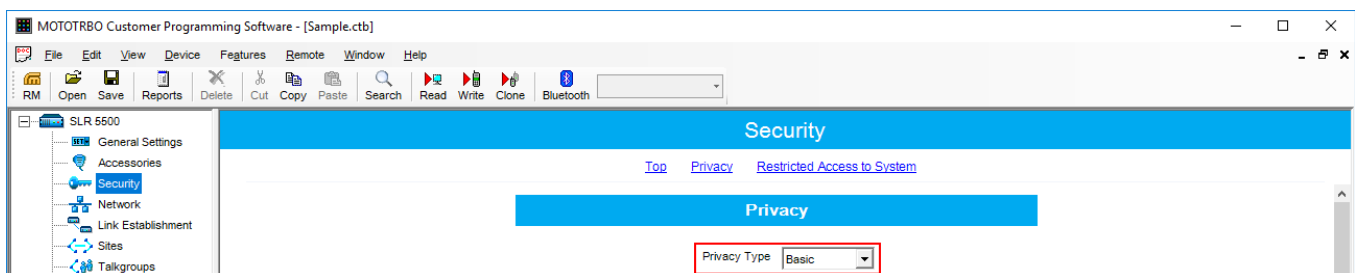 MOTOTRBO Customer Programming Software - [Sample.ctb]
File Edit View Device Features Remote Window Help
RM Open Save Reports Delete Cut Copy Paste Search Read Write Clone Bluetooth
SLR 5500
General Settings
Accessories
Security
Network
Link Establishment
Sites
Talkgroups
Security
Top Privacy Restricted Access to System
Privacy
Privacy Type Basic